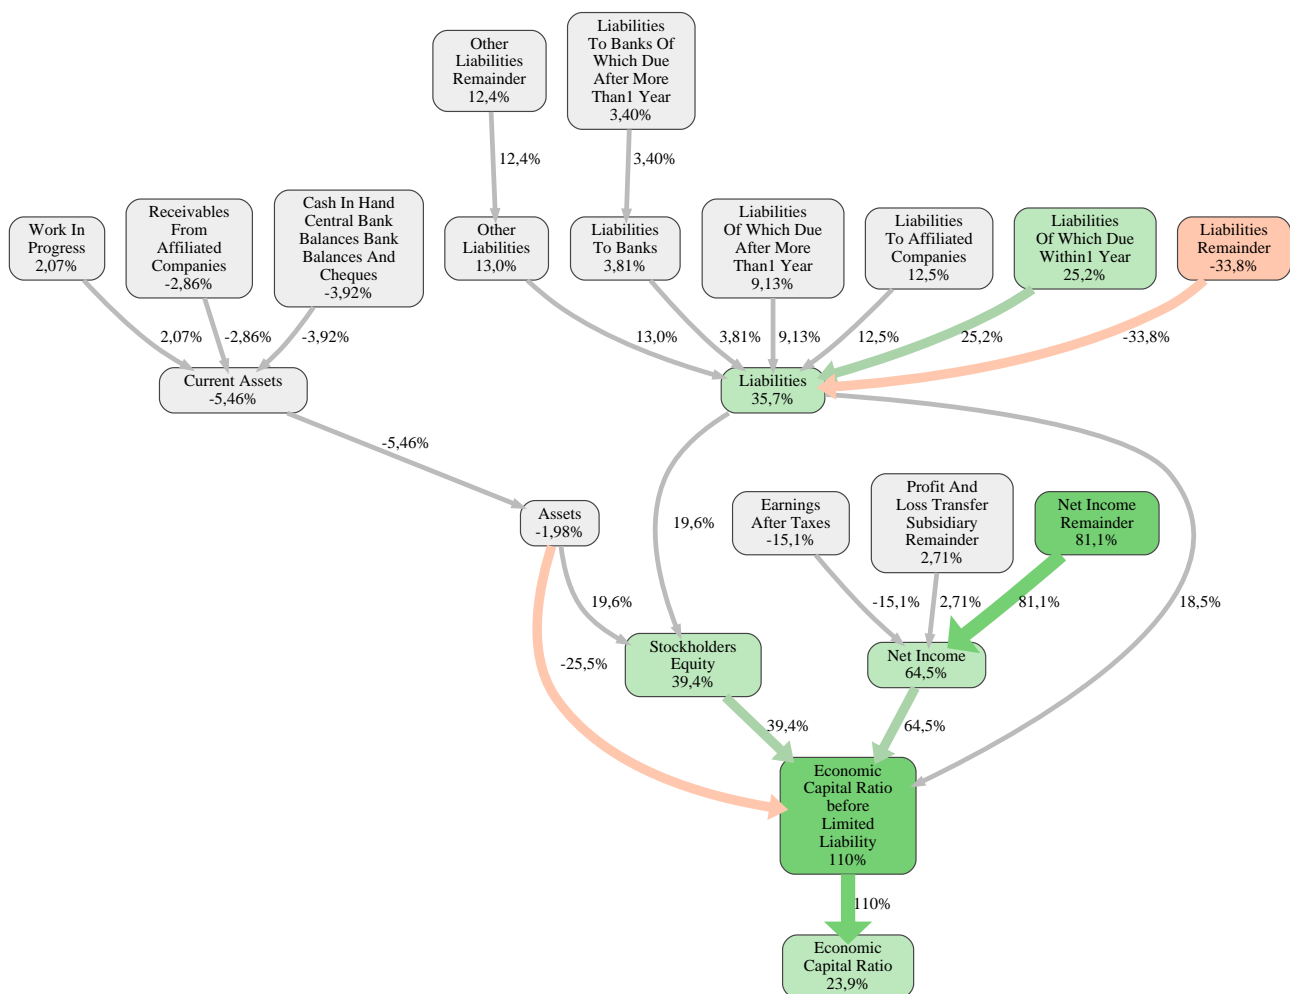 Other
Liabilities
Remainder
12,4%
Liabilities
To Banks Of
Which Due
After More
Than1 Year
3,40%
12,4%
3,40%
Work In
Progress
2,07%
Receivables
From
Affiliated
Companies
-2,86%
Cash In Hand
Central Bank
Balances Bank
Balances And
Cheques
-3,92%
Other
Liabilities
13,0%
Liabilities
To Banks
3,81%
Liabilities
Of Which Due
After More
Than1 Year
9,13%
Liabilities
To Affiliated
Companies
12,5%
Liabilities
Of Which Due
Within1 Year
25,2%
Liabilities
Remainder
-33,8%
2,07%
-2,86%
-3,92%
13,0%
3,81%
9,13%
12,5%
25,2%
-33,8%
Current Assets
-5,46%
Liabilities
35,7%
-5,46%
Assets
-1,98%
19,6%
Earnings
After Taxes
-15,1%
Profit And
Loss Transfer
Subsidiary
Remainder
2,71%
Net Income
Remainder
81,1%
19,6%
-15,1%
2,71%
81,1%
18,5%
-25,5%
Stockholders
Equity
39,4%
Net Income
64,5%
39,4%
64,5%
Economic
Capital Ratio
before
Limited
Liability
110%
110%
Economic
Capital Ratio
23,9%